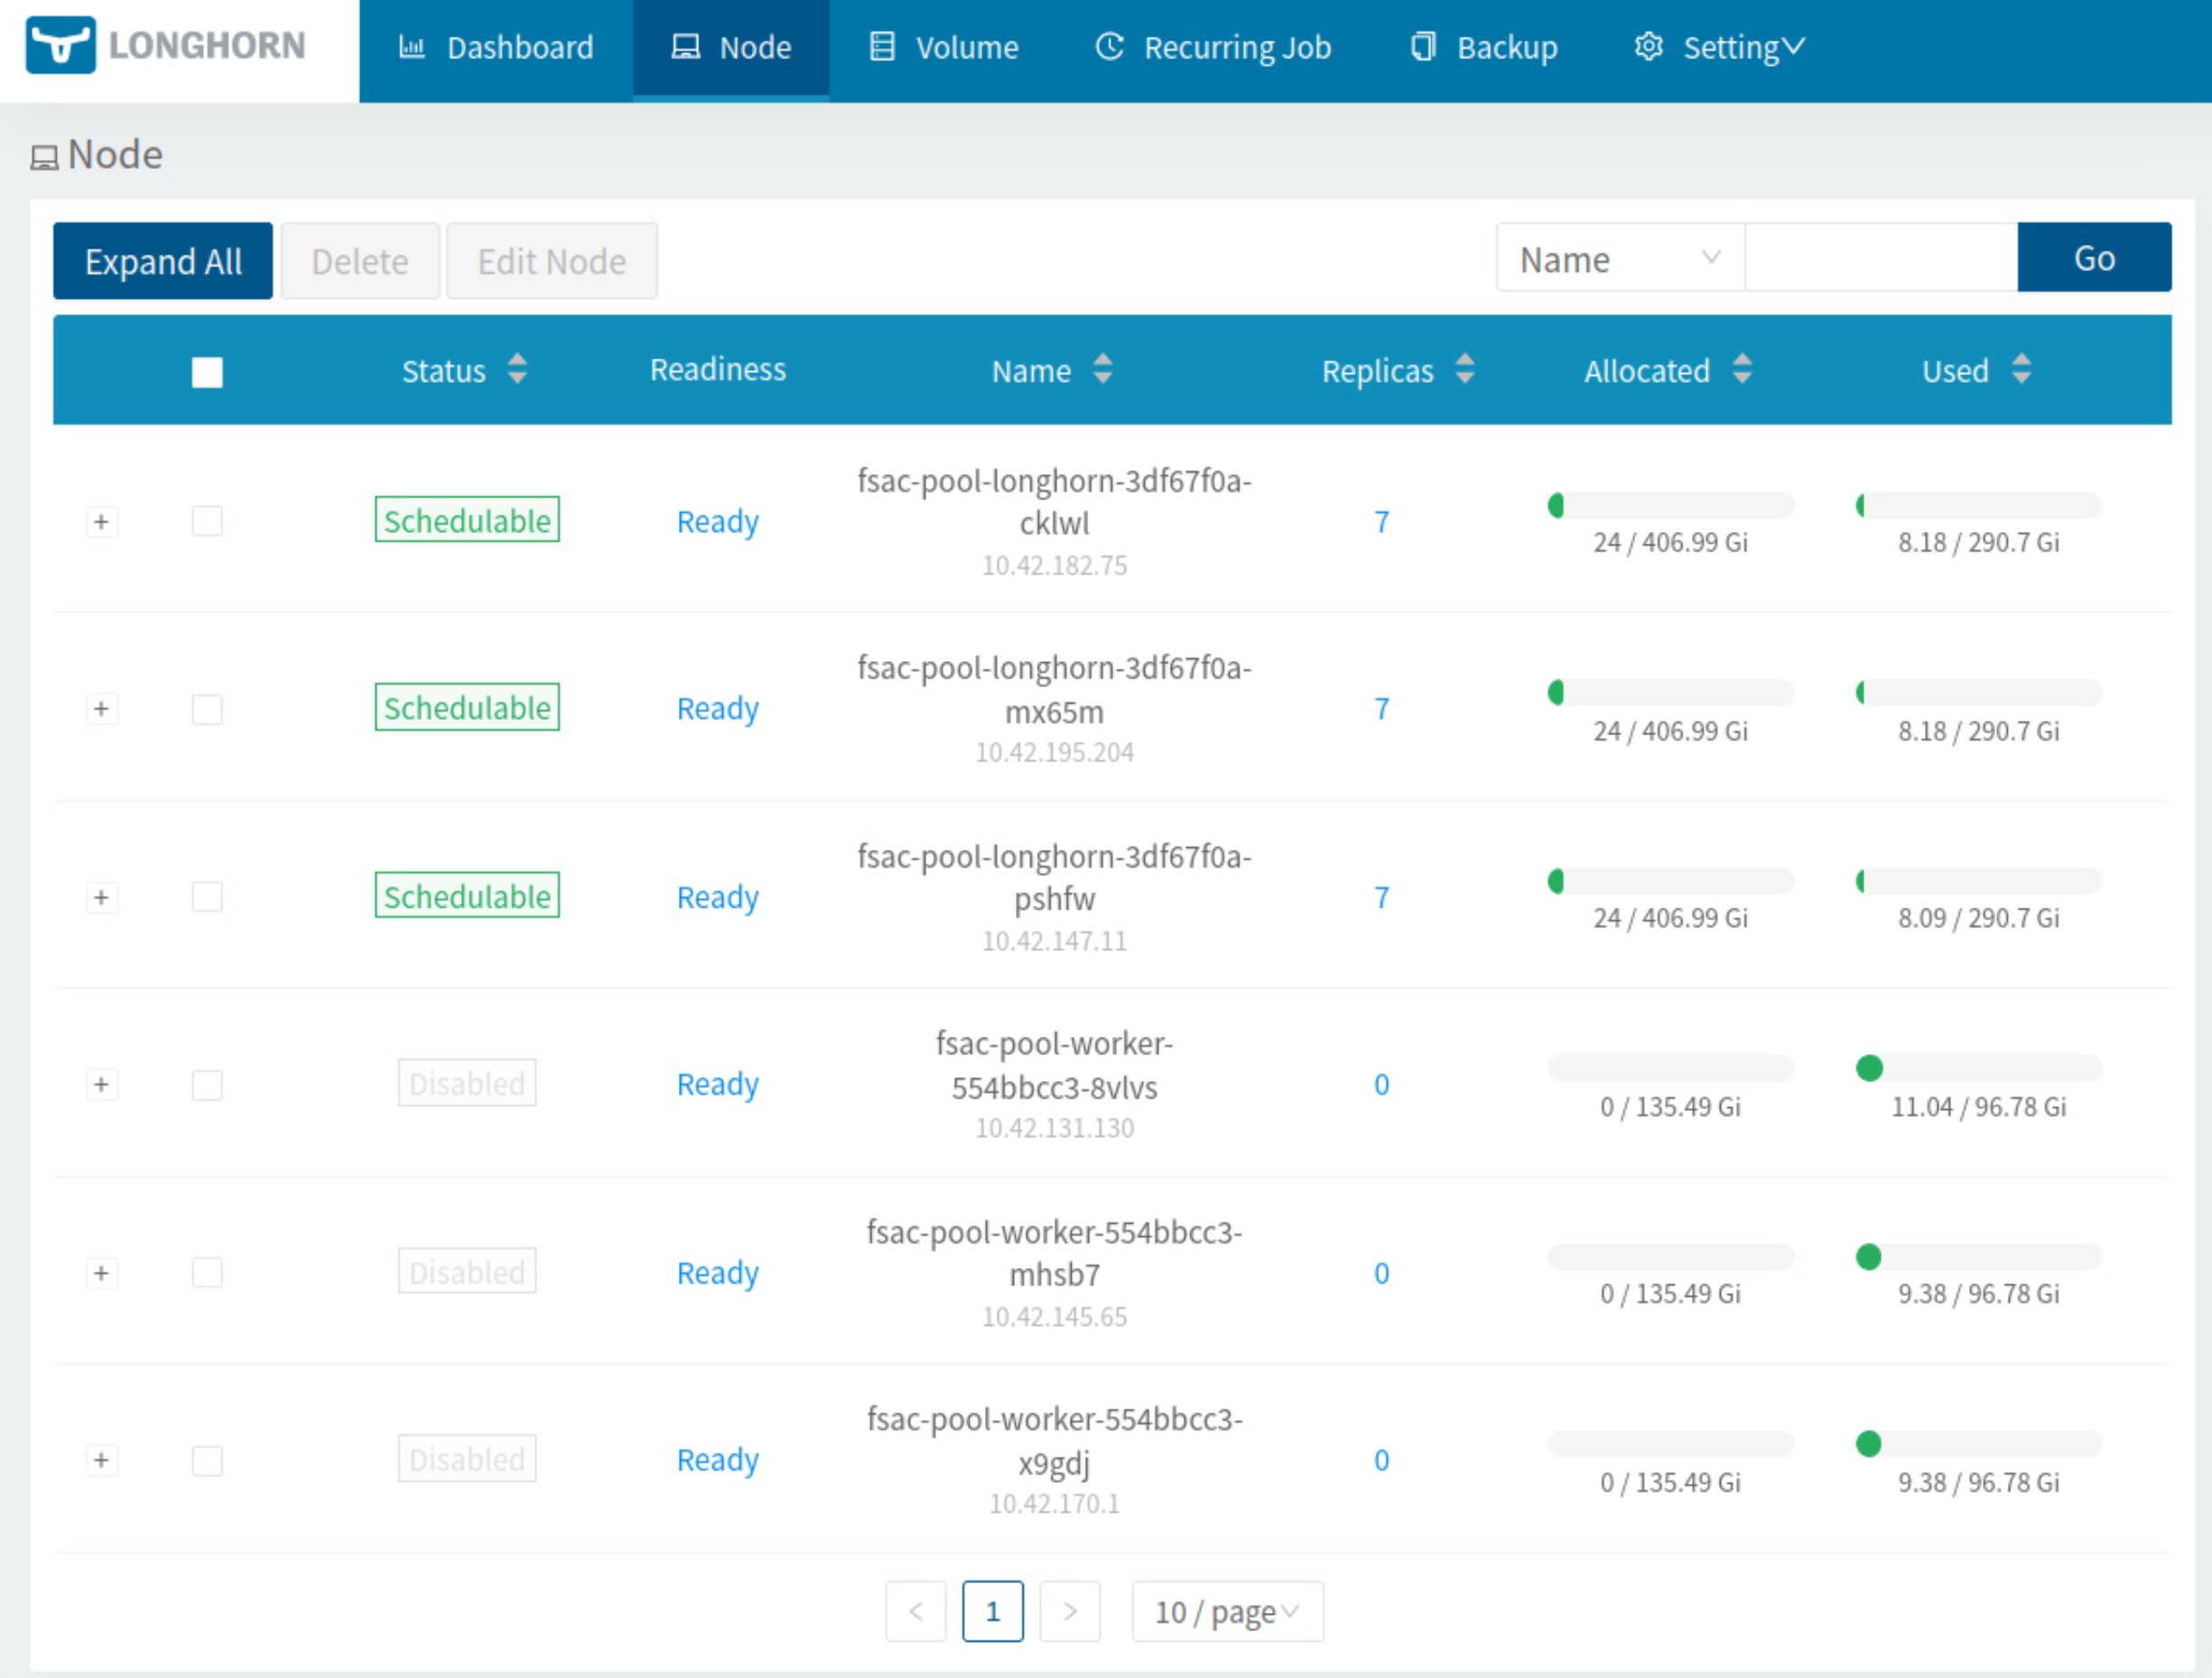 LONGHORN Dashboard Node Volume Recurring Job Backup Setting
Node
Expand All Delete Edit Node Name Go
Status Readiness Name Replicas Allocated Used
fsac-pool-longhorn-3df67f0a-
+ Schedulable Ready cklwl 7 24 / 406.99 Gi 8.18 / 290.7 Gi
10.42.182.75
fsac-pool-longhorn-3df67f0a-
+ Schedulable Ready mx65m 7 24 / 406.99 Gi 8.18 / 290.7 Gi
10.42.195.204
fsac-pool-longhorn-3df67f0a-
+ Schedulable Ready pshfw 7 24 / 406.99 Gi 8.09 / 290.7 Gi
10.42.147.11
fsac-pool-worker-
+ Disabled Ready 554bbcc3-8vlvs 0 0 / 135.49 Gi 11.04 / 96.78 Gi
10.42.131.130
fsac-pool-worker-554bbcc3-
+ Disabled Ready mhsb7 0 0 / 135.49 Gi 9.38 / 96.78 Gi
10.42.145.65
fsac-pool-worker-554bbcc3-
+ Disabled Ready x9gdj 0 0 / 135.49 Gi 9.38 / 96.78 Gi
10.42.170.1
< 1 > 10 / page